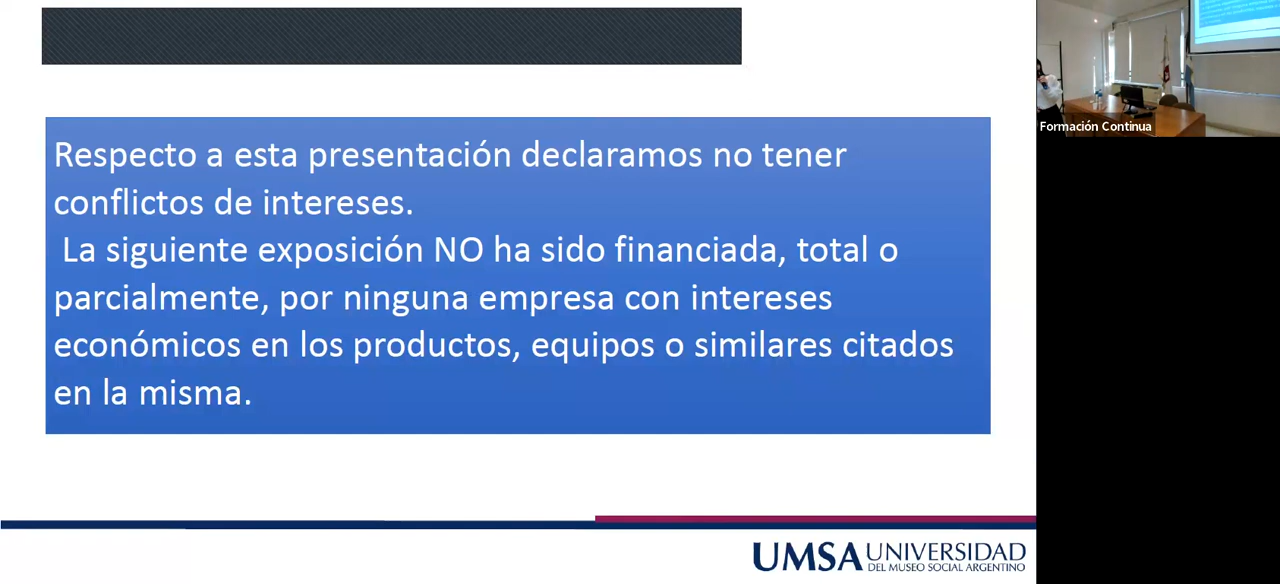 Respecto a esta presentación declaramos no tener
conflictos de intereses.
La siguiente exposición NO ha sido financiada, total o
parcialmente, por ninguna empresa con intereses
económicos en los productos, equipos o similares citados
en la misma.
UMSA UNIVERSIDAD
DEL MUSEO SOCIAL ARGENTINO
Formación Continua